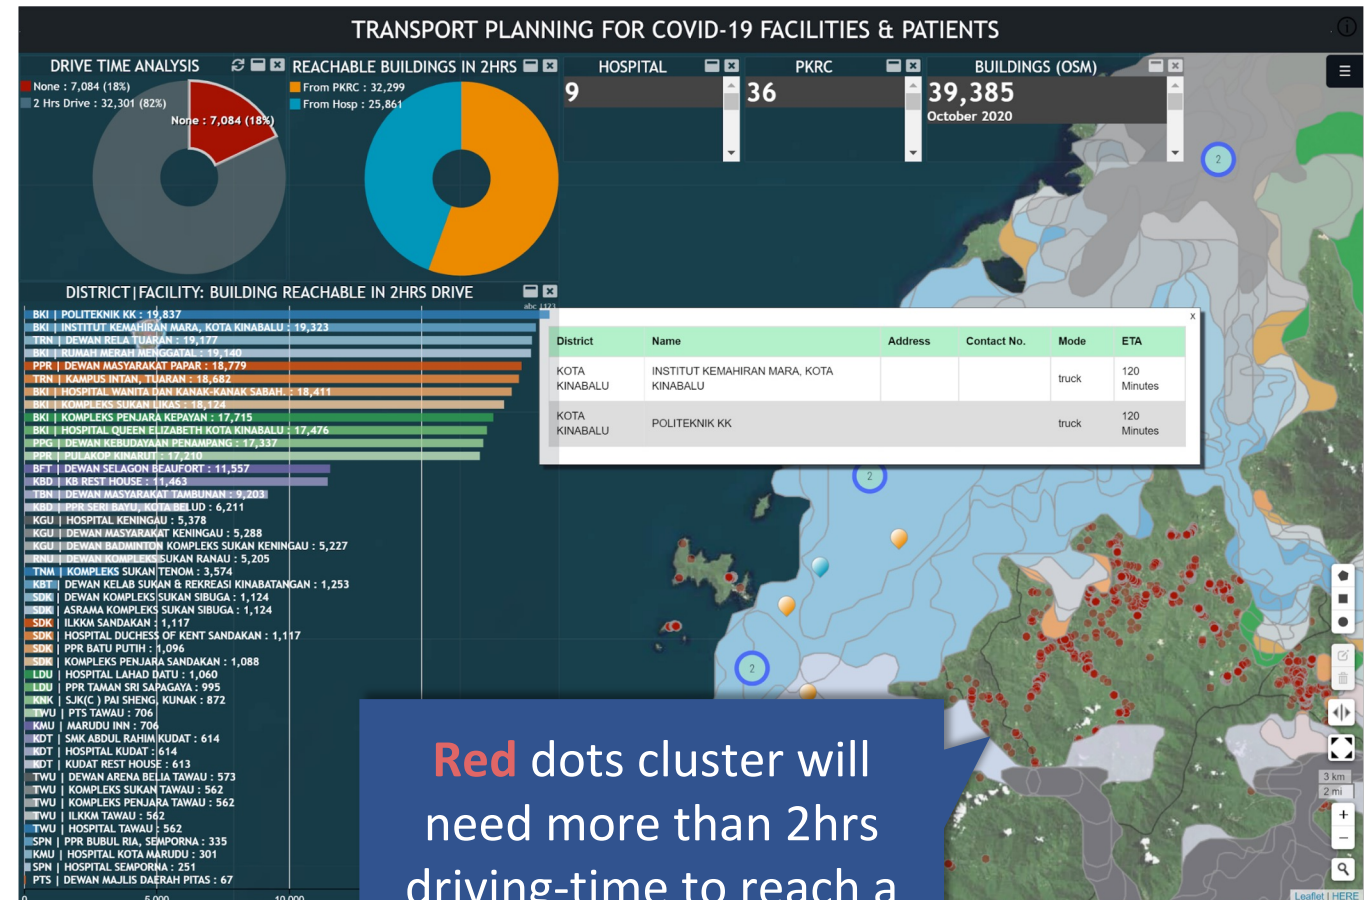 TRANSPORT PLANNING FOR COVID-19 FACILITIES & PATIENTS
DRIVE TIME ANALYSIS
None : 7,084 (18%)
2 Hrs Drive : 32,301 (82%)
None : 7,084 (18%)
REACHABLE BUILDINGS IN 2HRS
From PKRC : 32,299
From Hosp : 25,861
HOSPITAL
9
PKRC
36
BUILDINGS (OSM)
39,385
October 2020
2
DISTRICT|FACILITY: BUILDING REACHABLE IN 2HRS DRIVE
abc |123
BKI | POLITEKNIK KK : 19,837
BKI | INSTITUT KEMAHIRAN MARA, KOTA KINABALU : 19,323
TRN | DEWAN RELA TUARAN : 19,177
BKI | RUMAH MERAH MENGGATAL : 19,140
PPR | DEWAN MASYARAKAT PAPAR : 18,779
TRN | KAMPUS INTAN, TUARAN : 18,682
BKI | HOSPITAL WANITA DAN KANAK-KANAK SABAH. : 18,411
BKI | KOMPLEKS SUKAN LIKAS : 18,124
BKI | KOMPLEKS PENJARA KEPAYAN : 17,715
BKI | HOSPITAL QUEEN ELIZABETH KOTA KINABALU : 17,476
PPG | DEWAN KEBUDAYAAN PENAMPANG : 17,337
PPR | PULAKOP KINARUT : 17,210
BFT | DEWAN SELAGON BEAUFORT : 11,557
KBD | KB REST HOUSE : 11,463
TBN | DEWAN MASYARAKAT TAMBUNAN : 9,203
KBD | PPR SERI BAYU, KOTA BELUD : 6,211
KGU | HOSPITAL KENINGAU : 5,378
KGU | DEWAN MASYARAKAT KENINGAU : 5,288
KGU | DEWAN BADMINTON KOMPLEKS SUKAN KENINGAU : 5,227
RNU | DEWAN KOMPLEKS SUKAN RANAU : 5,205
TNM | KOMPLEKS SUKAN TENOM : 3,574
KBT | DEWAN KELAB SUKAN & REKREASI KINABATANGAN : 1,253
SDK | DEWAN KOMPLEKS SUKAN SIBUGA : 1,124
SDK | ASRAMA KOMPLEKS SUKAN SIBUGA : 1,124
SDK | ILKKM SANDAKAN : 1,117
SDK | HOSPITAL DUCHESS OF KENT SANDAKAN : 1,117
SDK | PPR BATU PUTIH : 1,096
SDK | KOMPLEKS PENJARA SANDAKAN : 1,088
LDU | HOSPITAL LAHAD DATU : 1,060
LDU | PPR TAMAN SRI SAPAGAYA : 995
KNK | SJK(C ) PAI SHENG, KUNAK : 872
TWU | PTS TAWAU : 706
KMU | MARUDU INN : 706
KDT | SMK ABDUL RAHIM KUDAT : 614
KDT | HOSPITAL KUDAT : 614
KDT | KUDAT REST HOUSE : 613
TWU | DEWAN ARENA BELIA TAWAU : 573
TWU | KOMPLEKS SUKAN TAWAU : 562
TWU | KOMPLEKS PENJARA TAWAU : 562
TWU | ILKKM TAWAU : 562
TWU | HOSPITAL TAWAU : 562
SPN | PPR BUBUL RIA, SEMPORNA : 335
KMU | HOSPITAL KOTA MARUDU : 301
SPN | HOSPITAL SEMPORNA : 251
PTS | DEWAN MAJLIS DAERAH PITAS : 67
0 5,000 10,000
x
District Name Address Contact No. Mode ETA
KOTA KINABALU INSTITUT KEMAHIRAN MARA, KOTA KINABALU truck 120 Minutes
KOTA KINABALU POLITEKNIK KK truck 120 Minutes
2
2
Red dots cluster will
need more than 2hrs
driving-time to reach a
3 km
2 mi
+
−
Leaflet | HERE